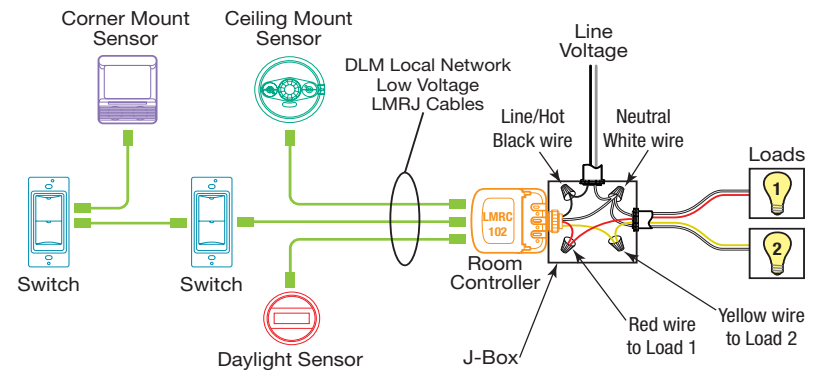 Corner Mount
Sensor
Ceiling Mount
Sensor
Line
Voltage
DLM Local Network
Low Voltage
LMRJ Cables
Line/Hot
Black wire
Neutral
White wire
Loads
1
LMRC
102
2
Switch
Switch
Room
Controller
Daylight Sensor
J-Box
Red wire
to Load 1
Yellow wire
to Load 2